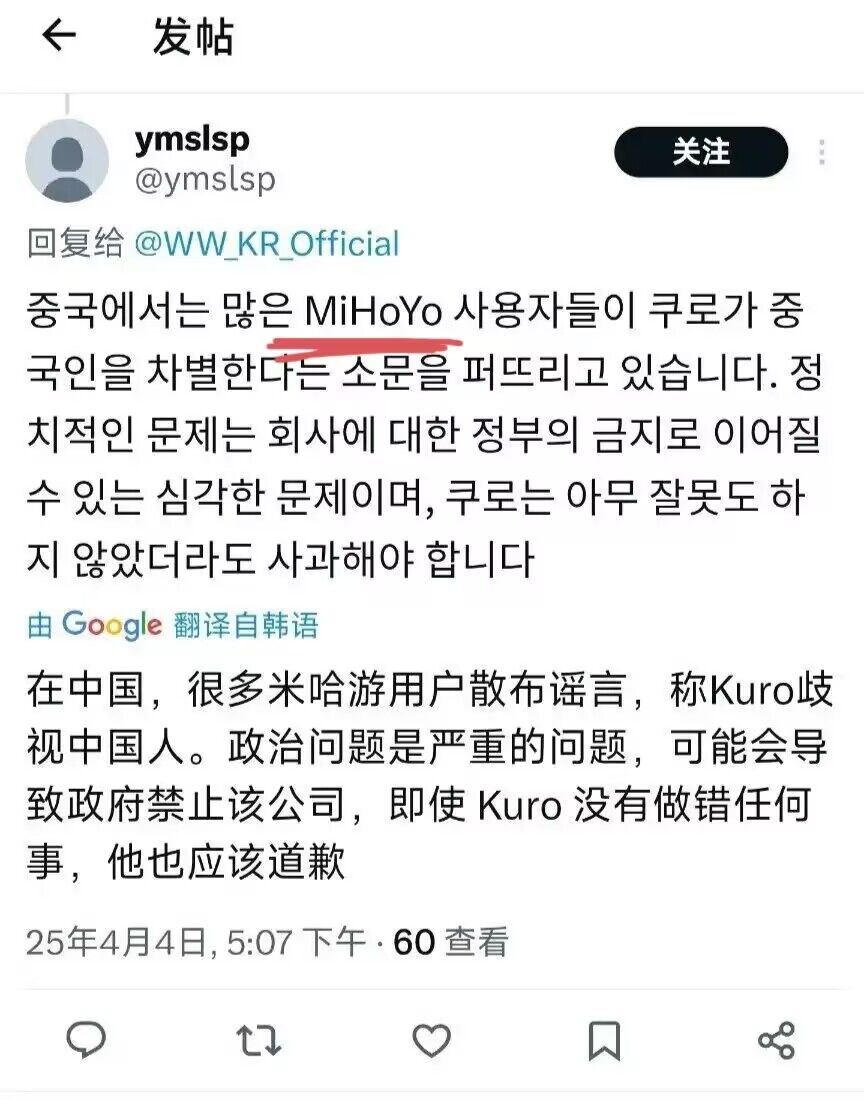 发帖
ymslsp
@ymslsp
关注
回复给 @WW_KR_Official
중국에서는 많은 MiHoYo 사용자들이 쿠로가 중
국인을 차별한다는 소문을 퍼뜨리고 있습니다. 정
치적인 문제는 회사에 대한 정부의 금지로 이어질
수 있는 심각한 문제이며, 쿠로는 아무 잘못도 하
지 않았더라도 사과해야 합니다
由 Google 翻译自韩语
在中国，很多米哈游用户散布谣言，称Kuro歧
视中国人。政治问题是严重的问题，可能会导
致政府禁止该公司，即使 Kuro 没有做错任何
事，他也应该道歉
25年4月4日, 5:07 下午 · 60 查看